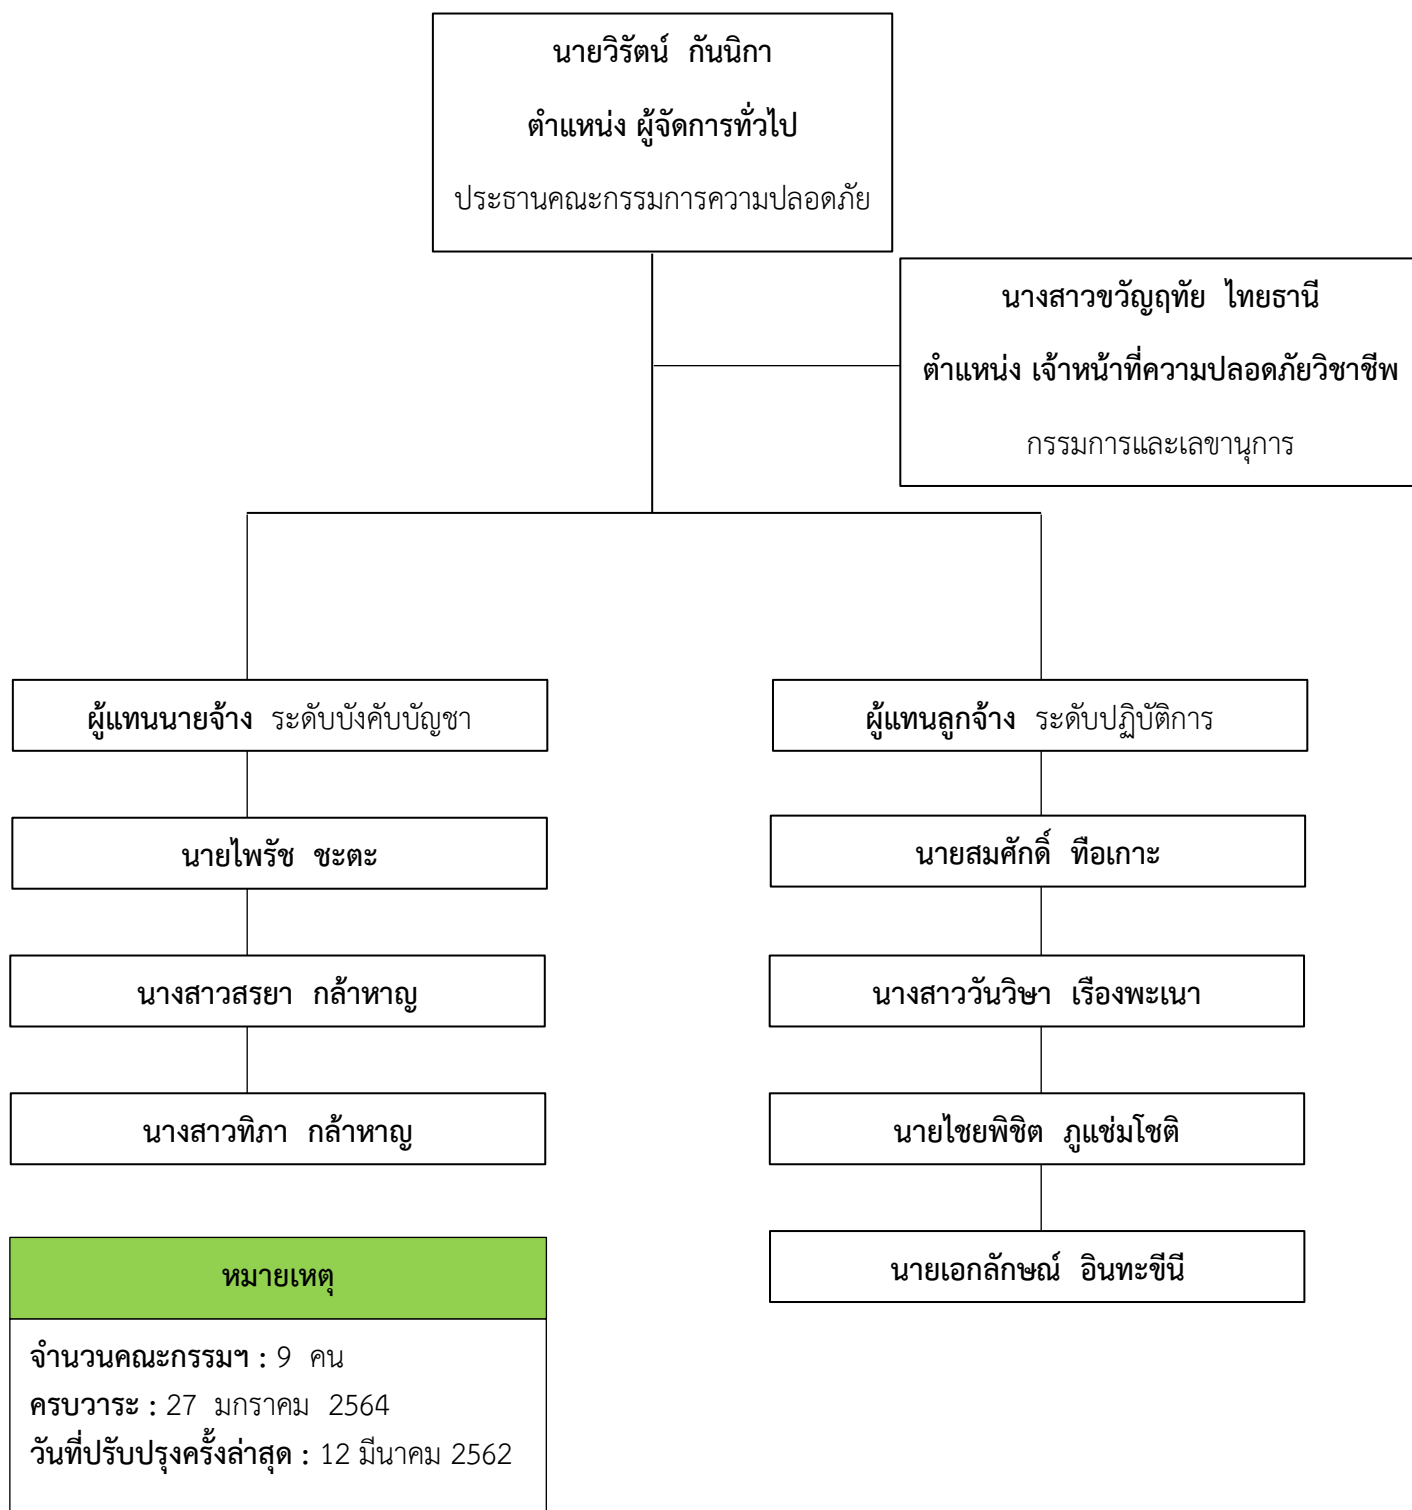 นายวิรัตน์ กันนิกา
ตำแหน่ง ผู้จัดการทั่วไป
ประธานคณะกรรมการความปลอดภัย
นางสาวขวัญฤทัย ไทยธานี
ตำแหน่ง เจ้าหน้าที่ความปลอดภัยวิชาชีพ
กรรมการและเลขานุการ
ผู้แทนนายจ้าง ระดับบังคับบัญชา
นายไพรัช ชะตะ
นางสาวสรยา กล้าหาญ
นางสาวทิภา กล้าหาญ
ผู้แทนลูกจ้าง ระดับปฏิบัติการ
นายสมศักดิ์ ทือเกาะ
นางสาววันวิษา เรืองพะเนา
นายไชยพิชิต ภูแช่มโชติ
นายเอกลักษณ์ อินทะขีนี
หมายเหตุ
จำนวนคณะกรรมฯ : 9 คน
ครบวาระ : 27 มกราคม 2564
วันที่ปรับปรุงครั้งล่าสุด : 12 มีนาคม 2562